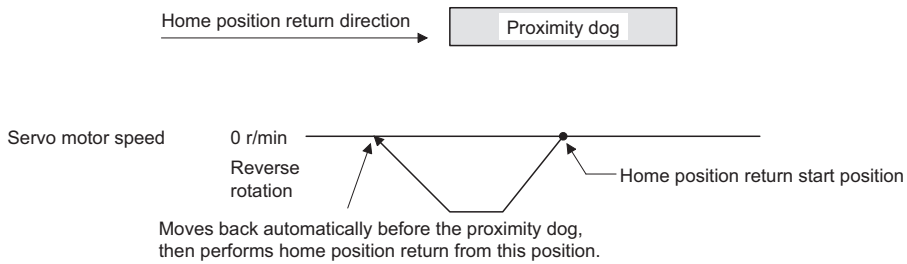 Home position return direction
Proximity dog
Servo motor speed
0 r/min
Reverse
rotation
Home position return start position
Moves back automatically before the proximity dog,
then performs home position return from this position.